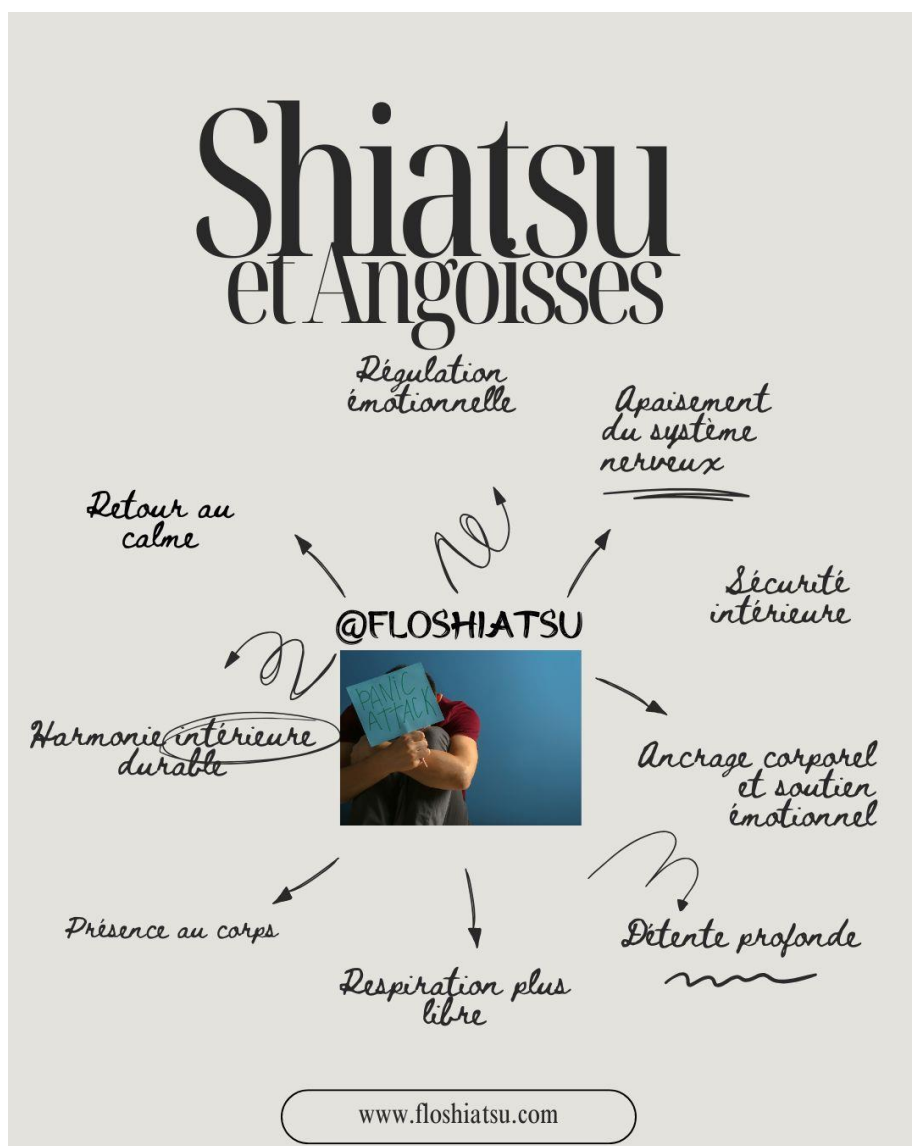 Shiatsu
et Angoisses
Régulation
émotionnelle
Apaisement
du système
nerveux
Retour au
calme
Sécurité
intérieure
@FLOSHIATSU
PANIC
ATTACK
Harmonie intérieure
durable
Ancrage corporel
et soutien
émotionnel
Présence au corps
Détente profonde
Respiration plus
libre
www.floshiatsu.com